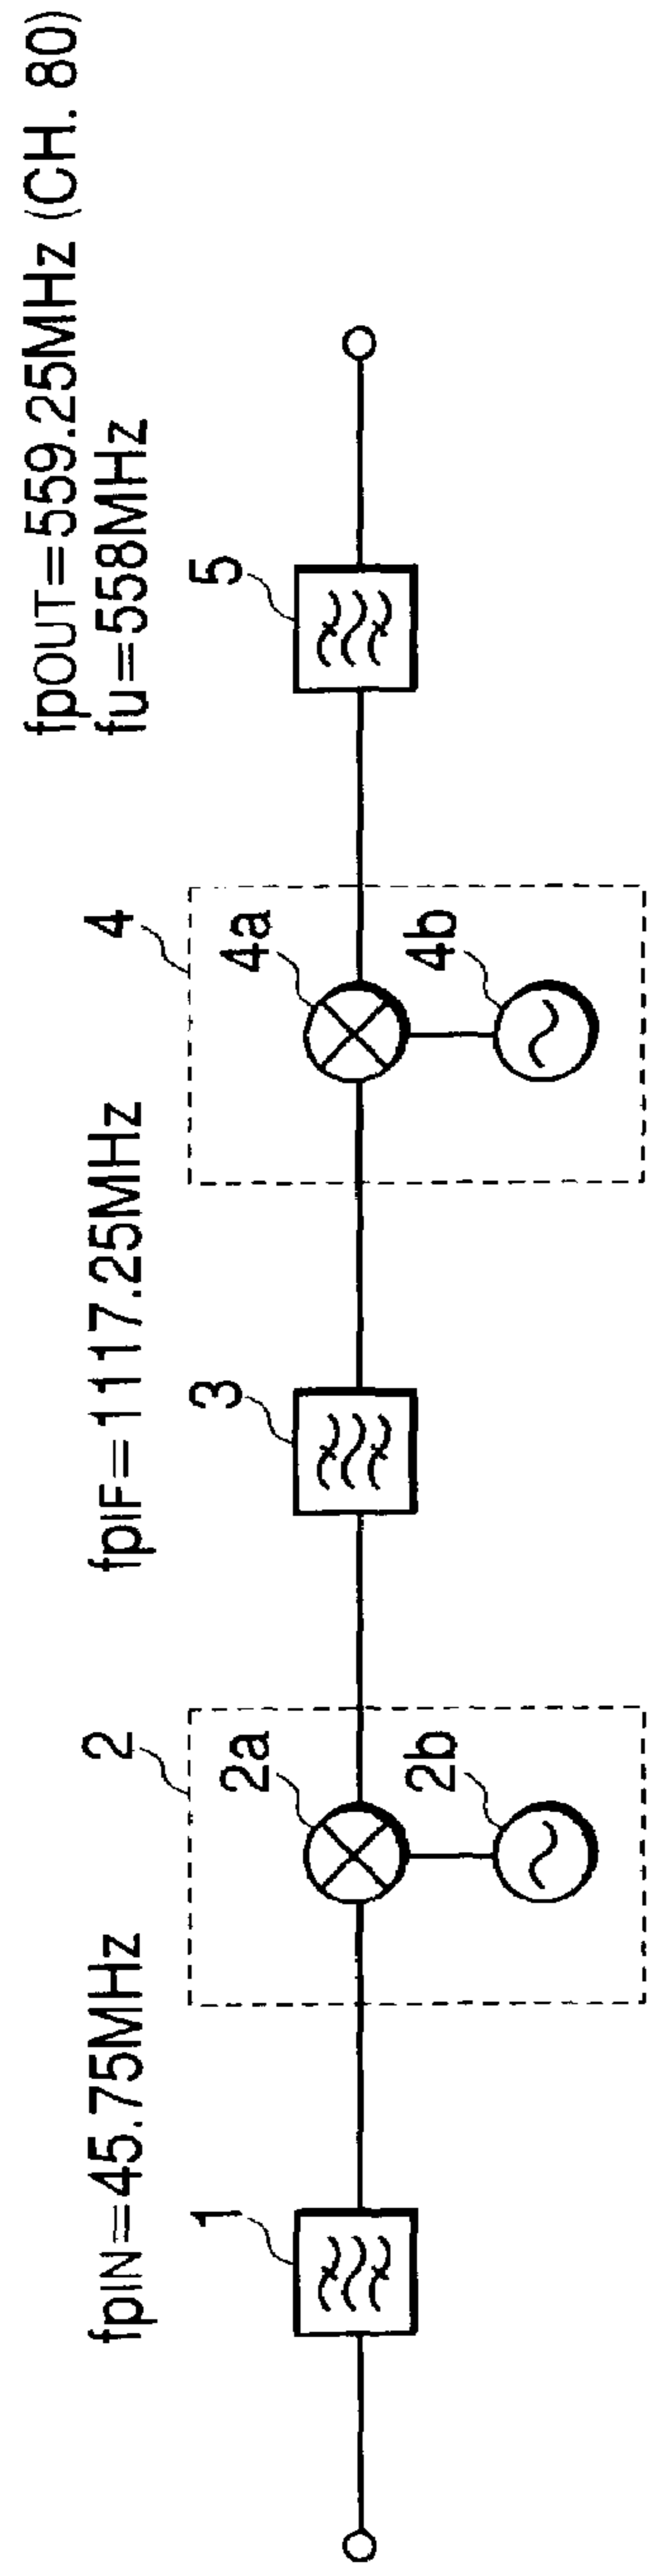 fpIN=45.75MHz
fpIF=1117.25MHz
fpOUT=559.25MHz (CH. 80)
fu=558MHz
1
2
2a
2b
3
4
4a
4b
5